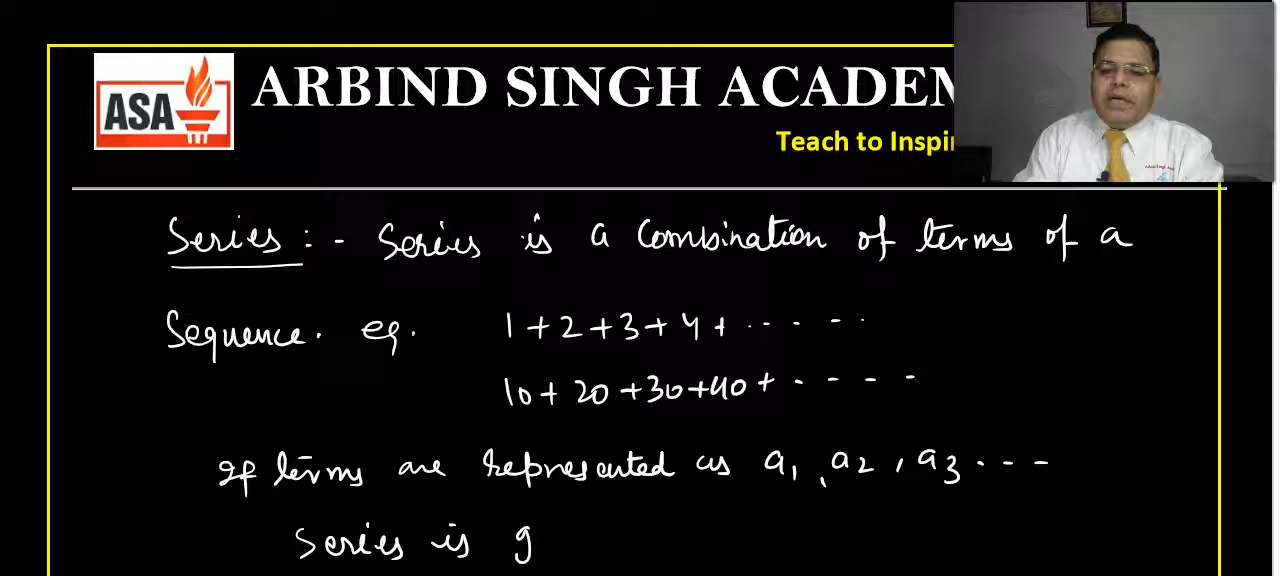 ASA
ARBIND SINGH ACADEM
Teach to Inspi
Series :- Series is a Combination of terms of a
Sequence. eg. 1+2+3+4+ ......
10+20+30+40+ ....
If terms are represented as a1, a2, a3 ---
Series is g